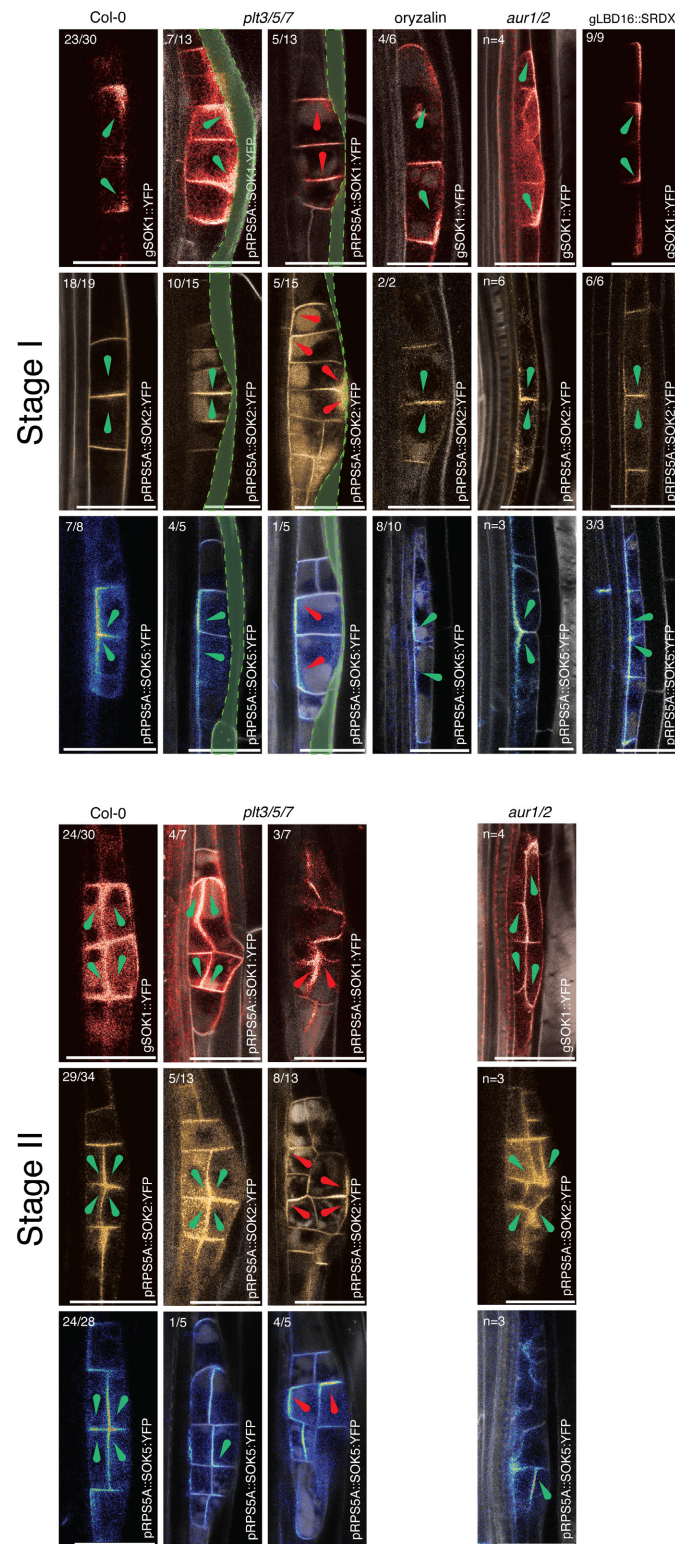 Stage I
Col-0
plt3/5/7
oryzalin
aur1/2
gLBD16::SRDX
23/30
gSOK1::YFP
7/13
pRPS5A::SOK1:YFP
5/13
pRPS5A::SOK1:YFP
4/6
gSOK1::YFP
n=4
gSOK1::YFP
9/9
gSOK1::YFP
18/19
pRPS5A::SOK2:YFP
10/15
pRPS5A::SOK2:YFP
5/15
pRPS5A::SOK2:YFP
2/2
pRPS5A::SOK2:YFP
n=6
pRPS5A::SOK2:YFP
6/6
pRPS5A::SOK2:YFP
7/8
pRPS5A::SOK5:YFP
4/5
pRPS5A::SOK5:YFP
1/5
pRPS5A::SOK5:YFP
8/10
pRPS5A::SOK5:YFP
n=3
pRPS5A::SOK5:YFP
3/3
pRPS5A::SOK5:YFP
Stage II
Col-0
plt3/5/7
aur1/2
24/30
gSOK1::YFP
4/7
pRPS5A::SOK1:YFP
3/7
pRPS5A::SOK1:YFP
n=4
gSOK1::YFP
29/34
pRPS5A::SOK2:YFP
5/13
pRPS5A::SOK2:YFP
8/13
pRPS5A::SOK2:YFP
n=3
pRPS5A::SOK2:YFP
24/28
pRPS5A::SOK5:YFP
1/5
pRPS5A::SOK5:YFP
4/5
pRPS5A::SOK5:YFP
n=3
pRPS5A::SOK5:YFP